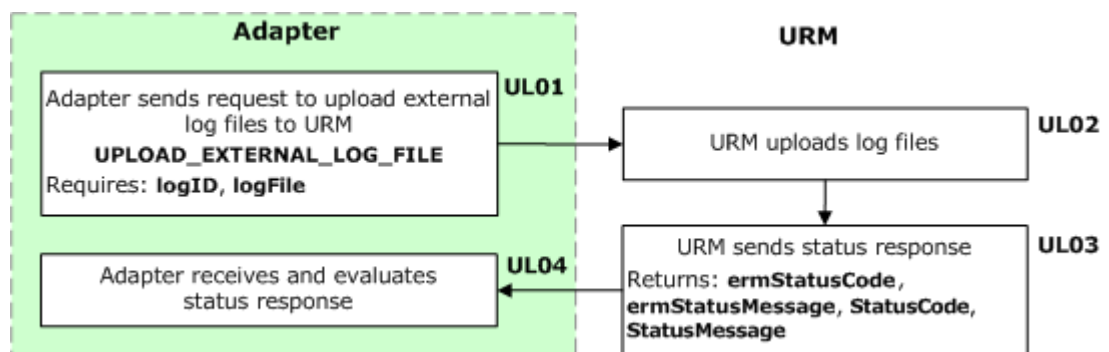 Adapter
URM
UL01
Adapter sends request to upload external
log files to URM
UPLOAD_EXTERNAL_LOG_FILE
Requires: logID, logFile
UL02
URM uploads log files
UL03
URM sends status response
Returns: ermStatusCode,
ermStatusMessage, StatusCode,
StatusMessage
UL04
Adapter receives and evaluates
status response